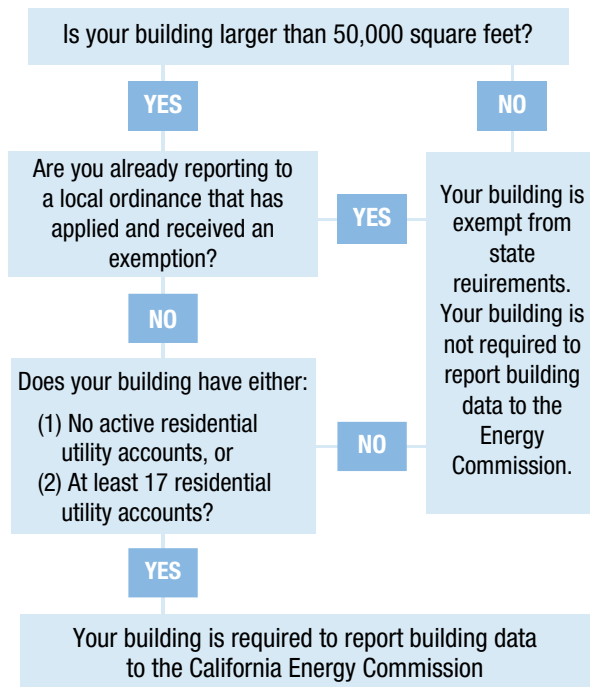 Is your building larger than 50,000 square feet?
YES
NO
Are you already reporting to
a local ordinance that has
applied and received an
exemption?
YES
Your building is
exempt from
state
reuirements.
Your building is
not required to
report building
data to the
Energy
Commission.
NO
Does your building have either:
(1) No active residential
utility accounts, or
(2) At least 17 residential
utility accounts?
NO
YES
Your building is required to report building data
to the California Energy Commission